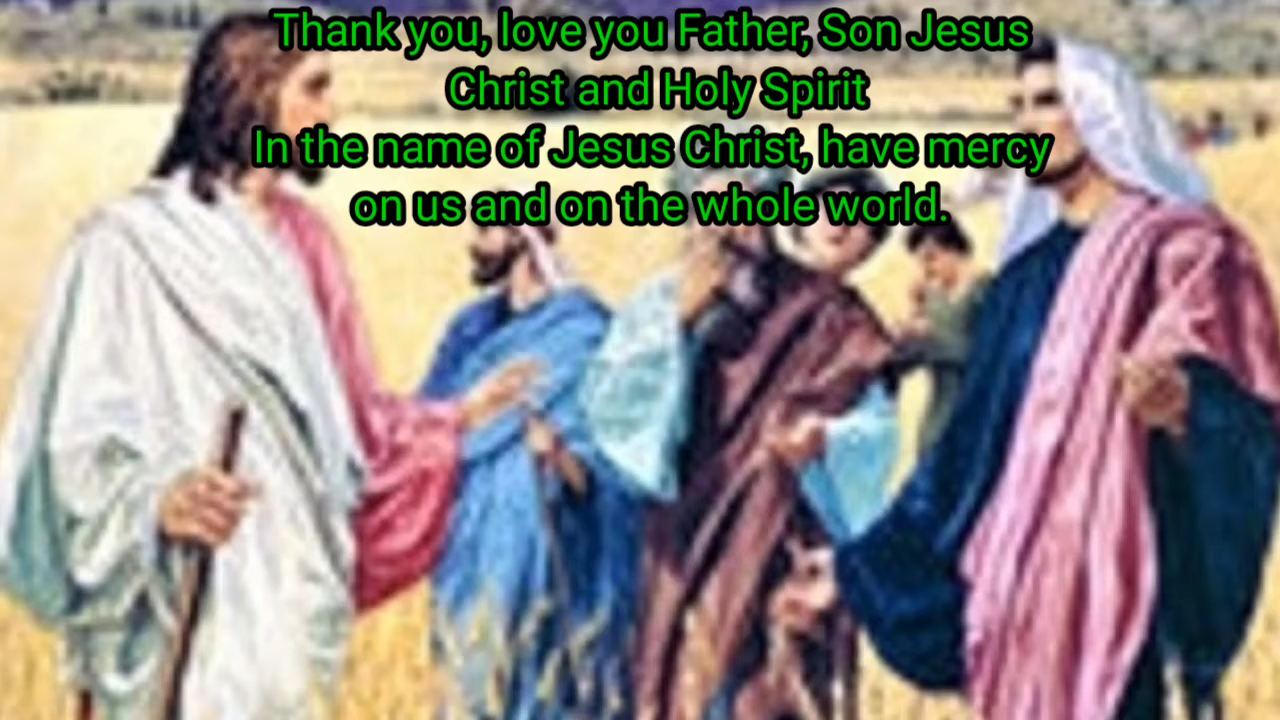 Thank you, love you Father, Son Jesus
Christ and Holy Spirit
In the name of Jesus Christ, have mercy
on us and on the whole world.